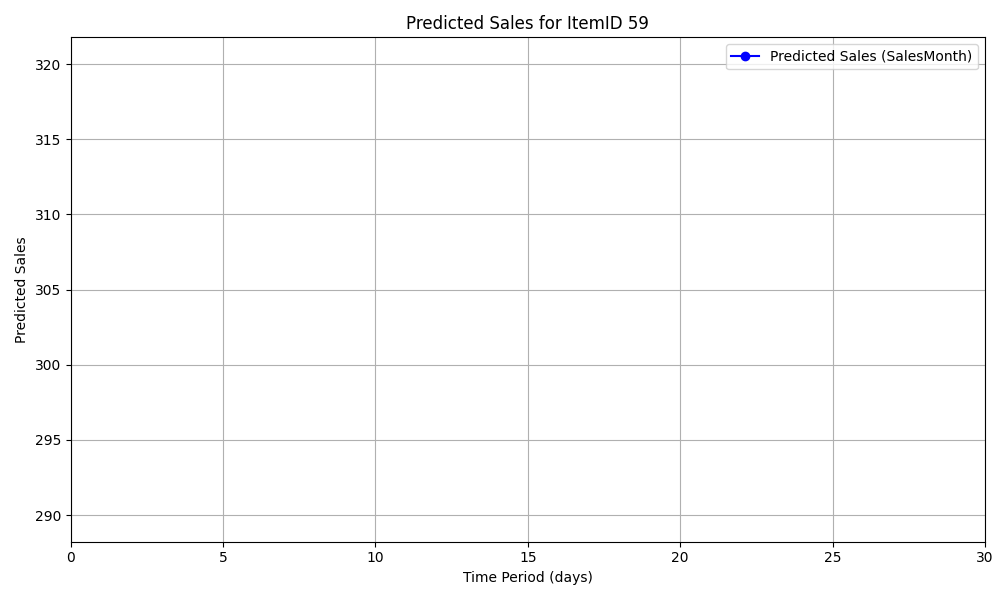 Predicted Sales for ItemID 59
Predicted Sales (SalesMonth)
Predicted Sales
320
315
310
305
300
295
290
0 5 10 15 20 25 30
Time Period (days)